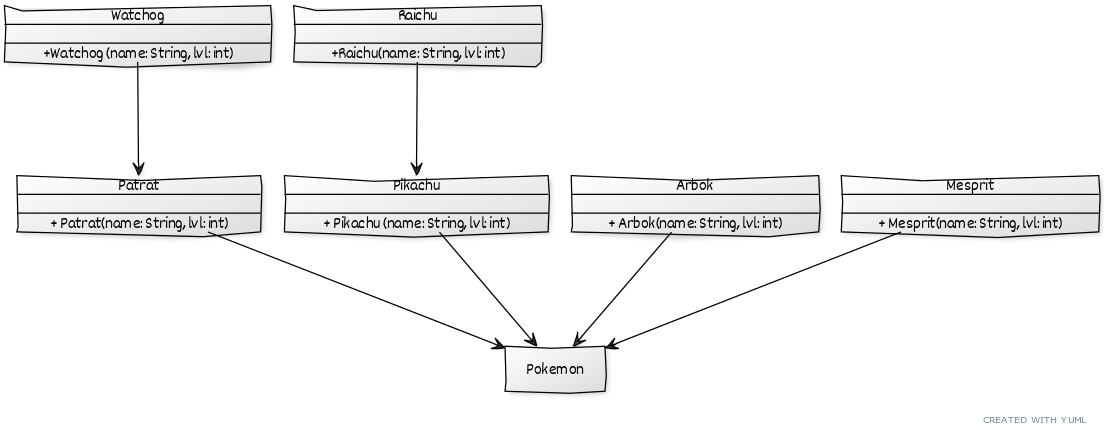 Watchog
+Watchog (name: String, lvl: int)
Raichu
+Raichu(name: String, lvl: int)
Patrat
+ Patrat(name: String, lvl: int)
Pikachu
+ Pikachu (name: String, lvl: int)
Arbok
+ Arbok(name: String, lvl: int)
Mesprit
+ Mesprit(name: String, lvl: int)
Pokemon
CREATED WITH YUML